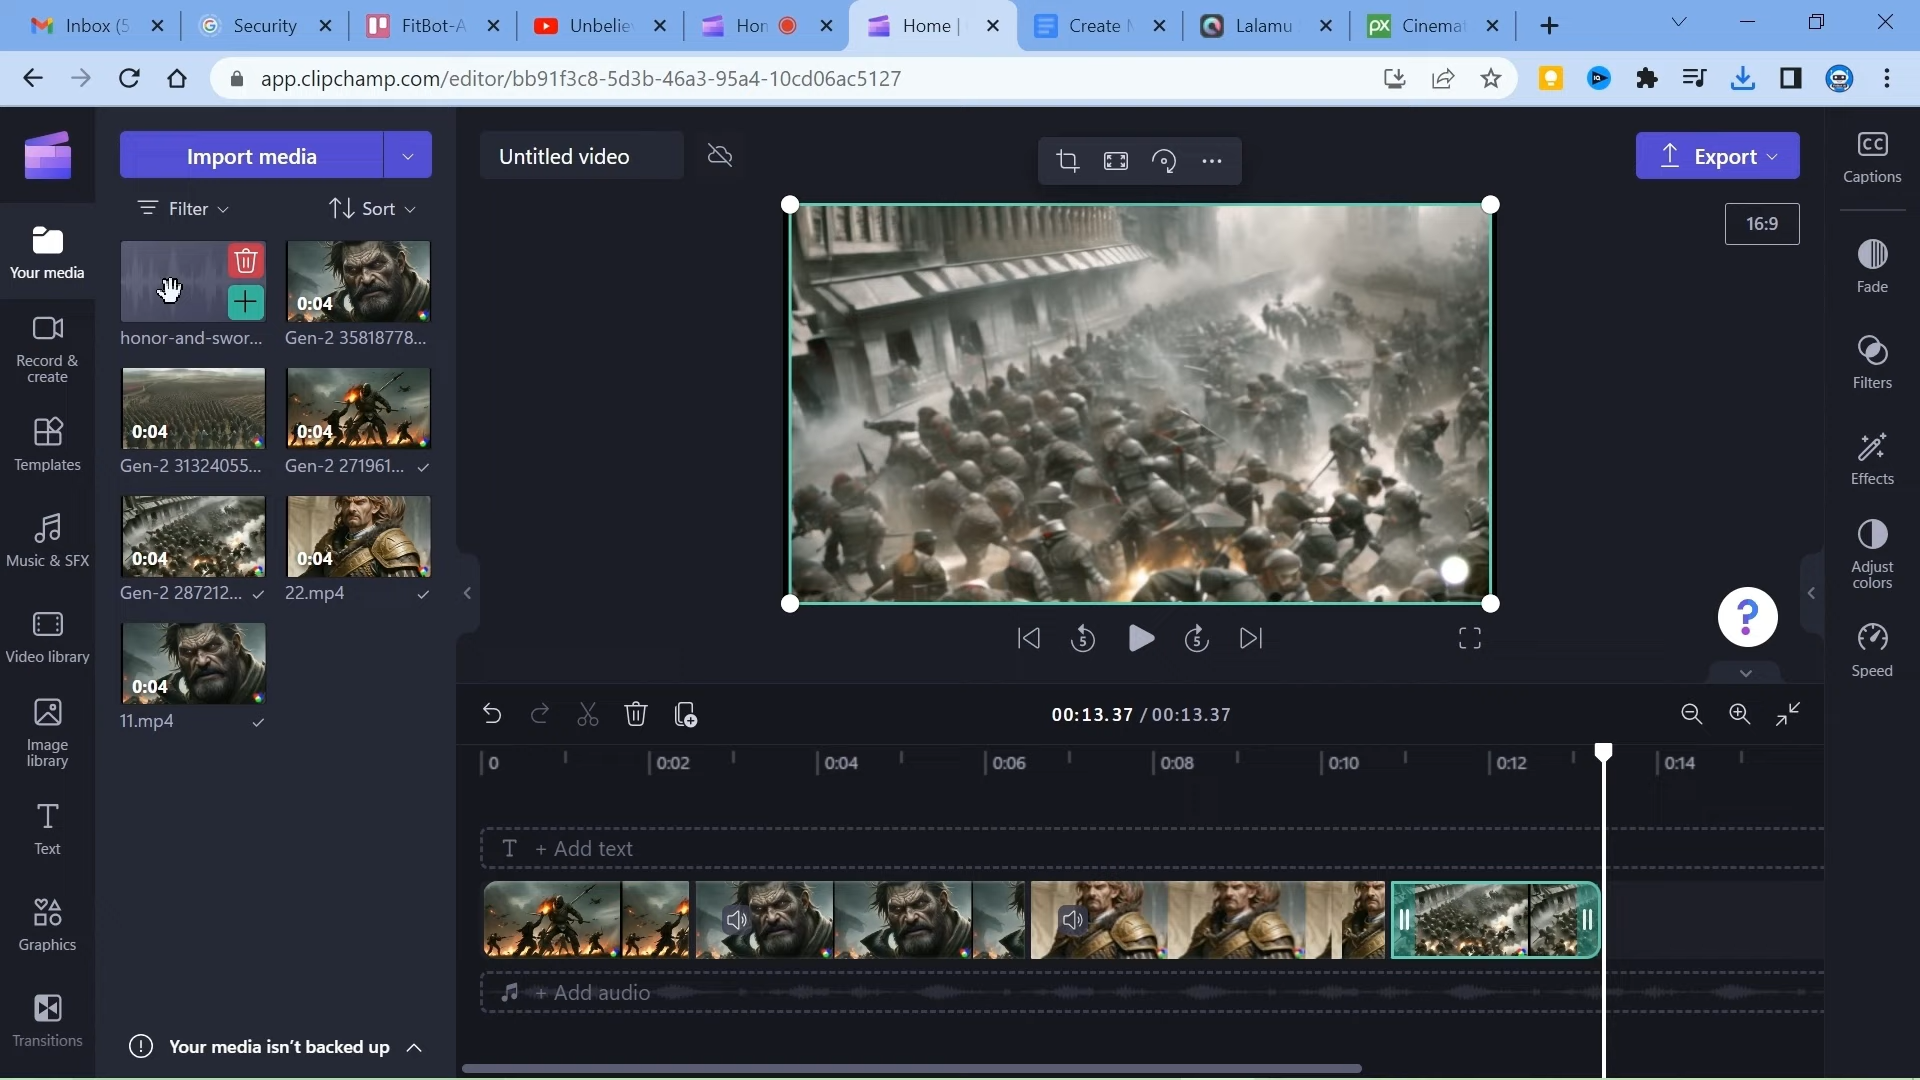 Inbox (5
Security
FitBot-A
Unbelie
Hon
Home |
Create M
Lalamu
Cinemat
app.clipchamp.com/editor/bb91f3c8-5d3b-46a3-95a4-10cd06ac5127
Import media
Untitled video
Export
CC
Captions
Filter
Sort
16:9
Your media
0:04
honor-and-swor...
Gen-2 35818778...
Fade
Record &
create
0:04
0:04
Gen-2 31324055...
Gen-2 271961...
Filters
Templates
Effects
Music & SFX
0:04
0:04
Gen-2 287212...
22.mp4
Adjust
colors
?
Video library
5
5
Speed
0:04
11.mp4
Image
library
00:13.37 / 00:13.37
0
0:02
0:04
0:06
0:08
0:10
0:12
0:14
Text
T + Add text
Graphics
+ Add audio
Transitions
Your media isn't backed up